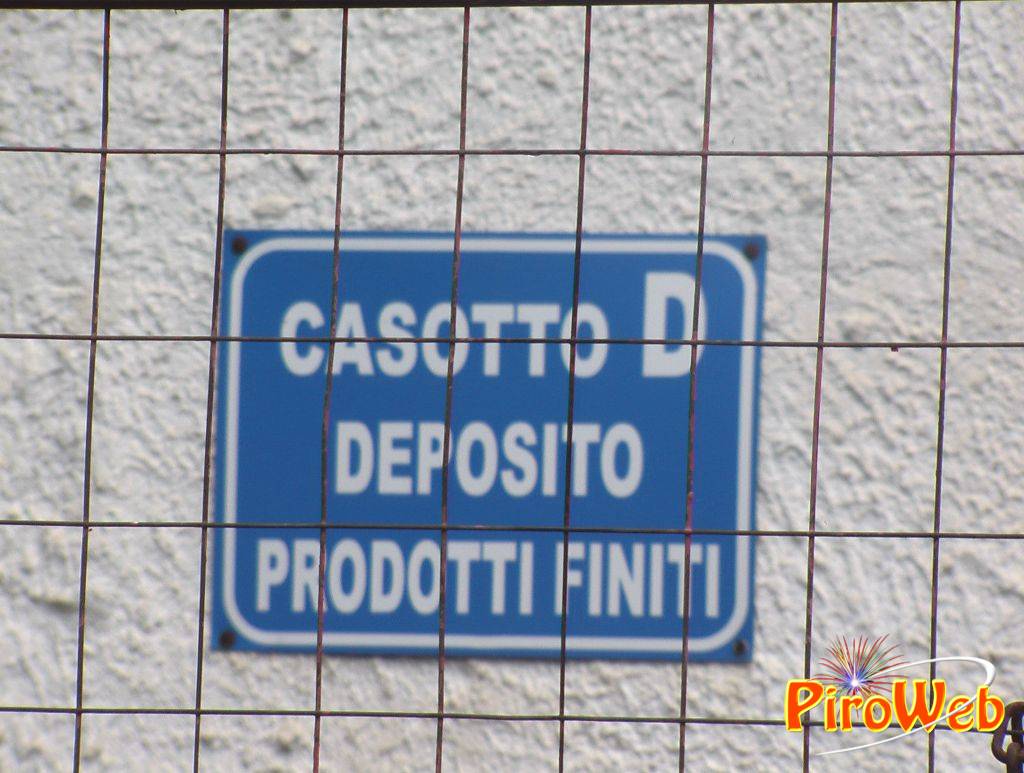 CASOTTO D
DEPOSITO
PRODOTTI FINITI
PiroWeb